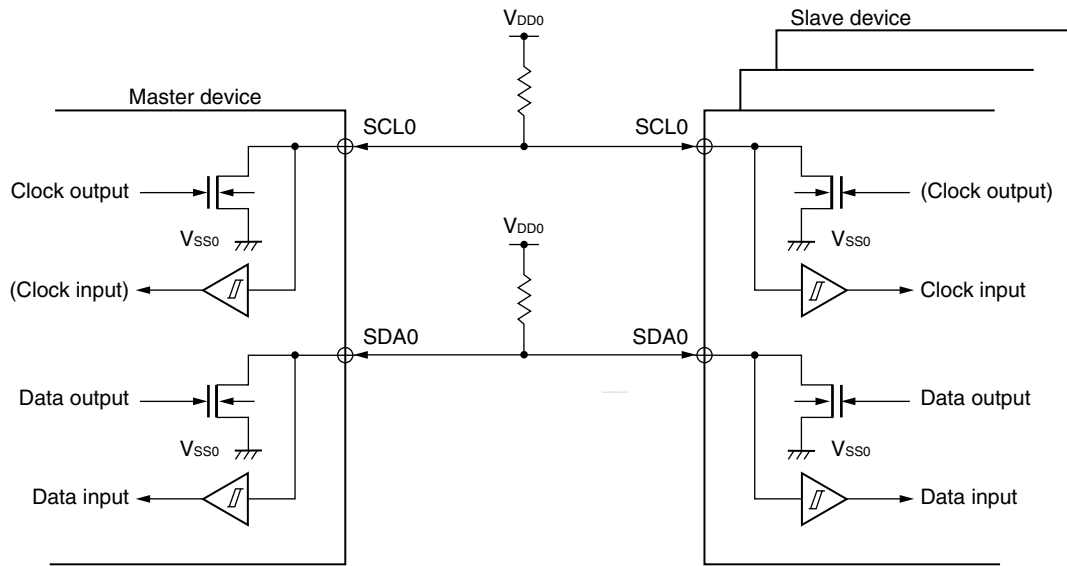 Slave device
VDD0
Master device
SCL0
SCL0
Clock output
(Clock output)
VSS0
VSS0
VDD0
(Clock input)
Clock input
SDA0
SDA0
Data output
Data output
VSS0
VSS0
Data input
Data input